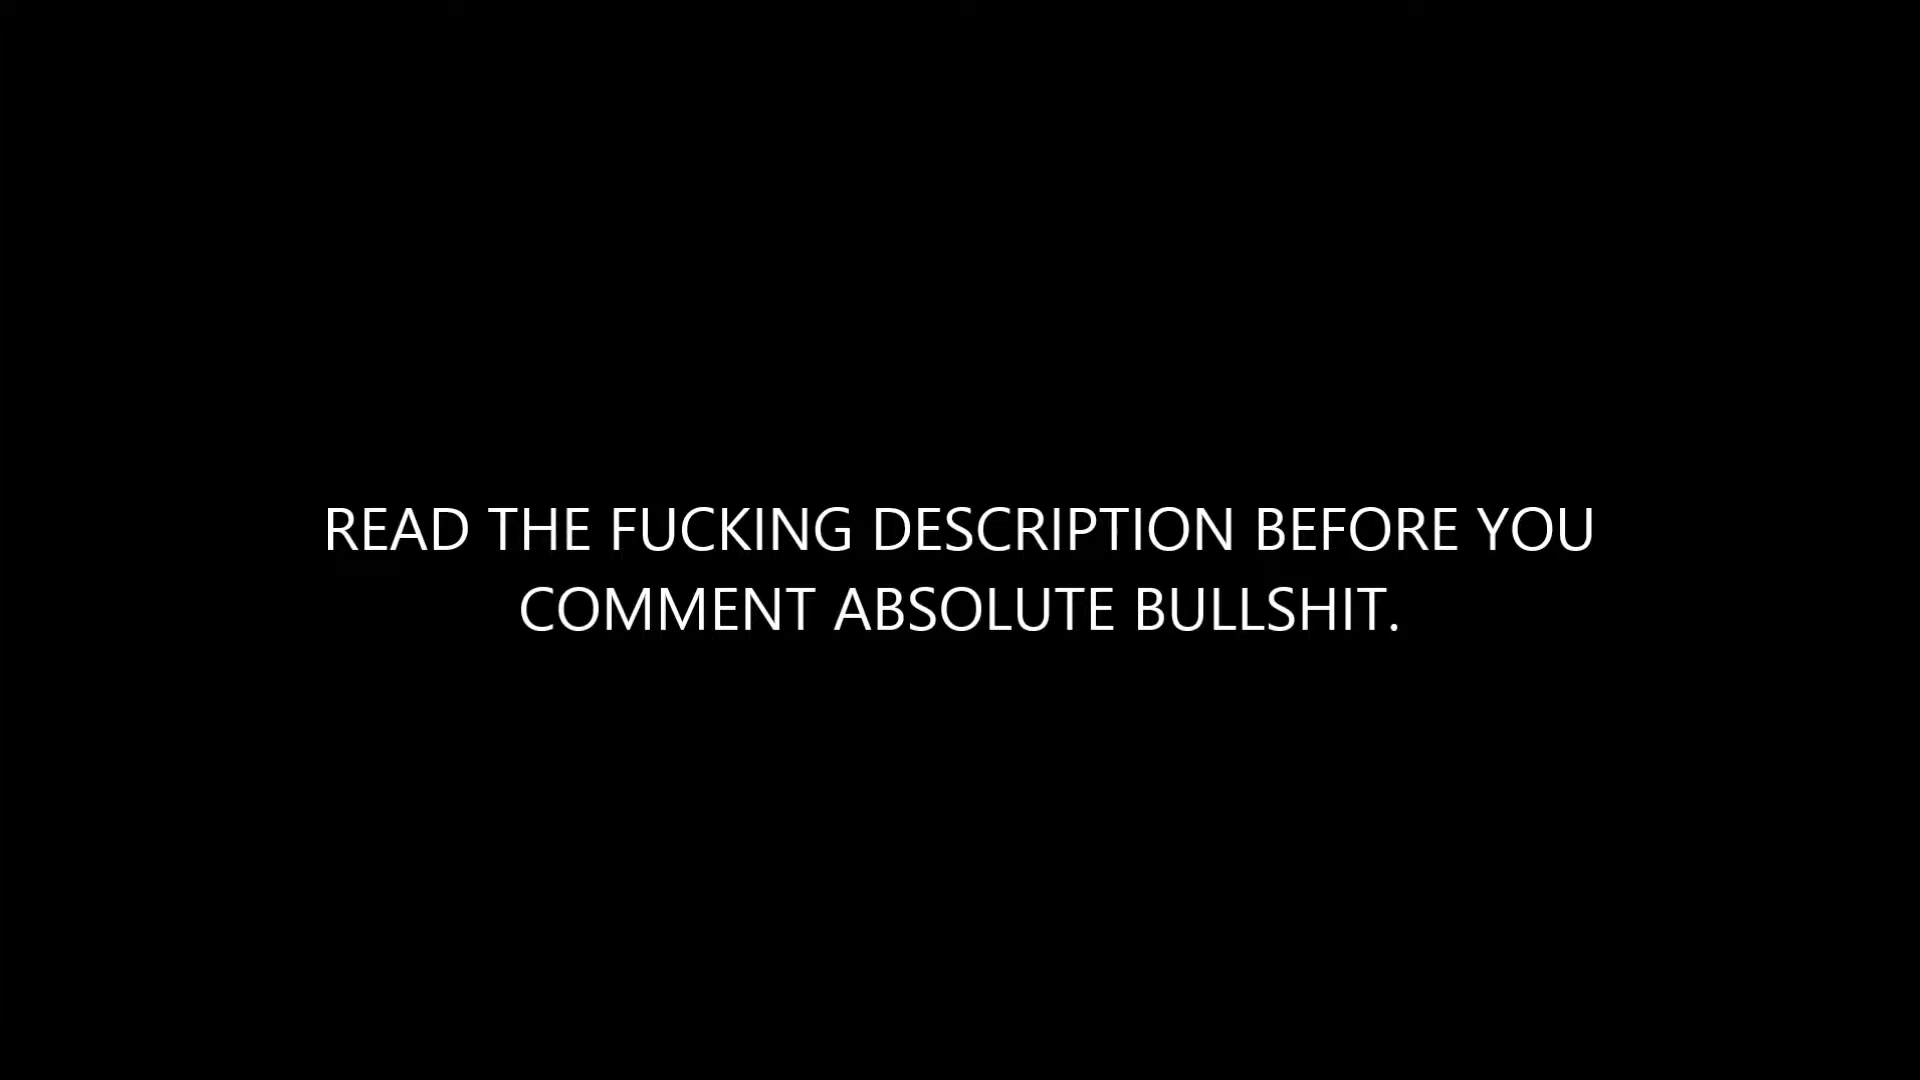 READ THE FUCKING DESCRIPTION BEFORE YOU
COMMENT ABSOLUTE BULLSHIT.